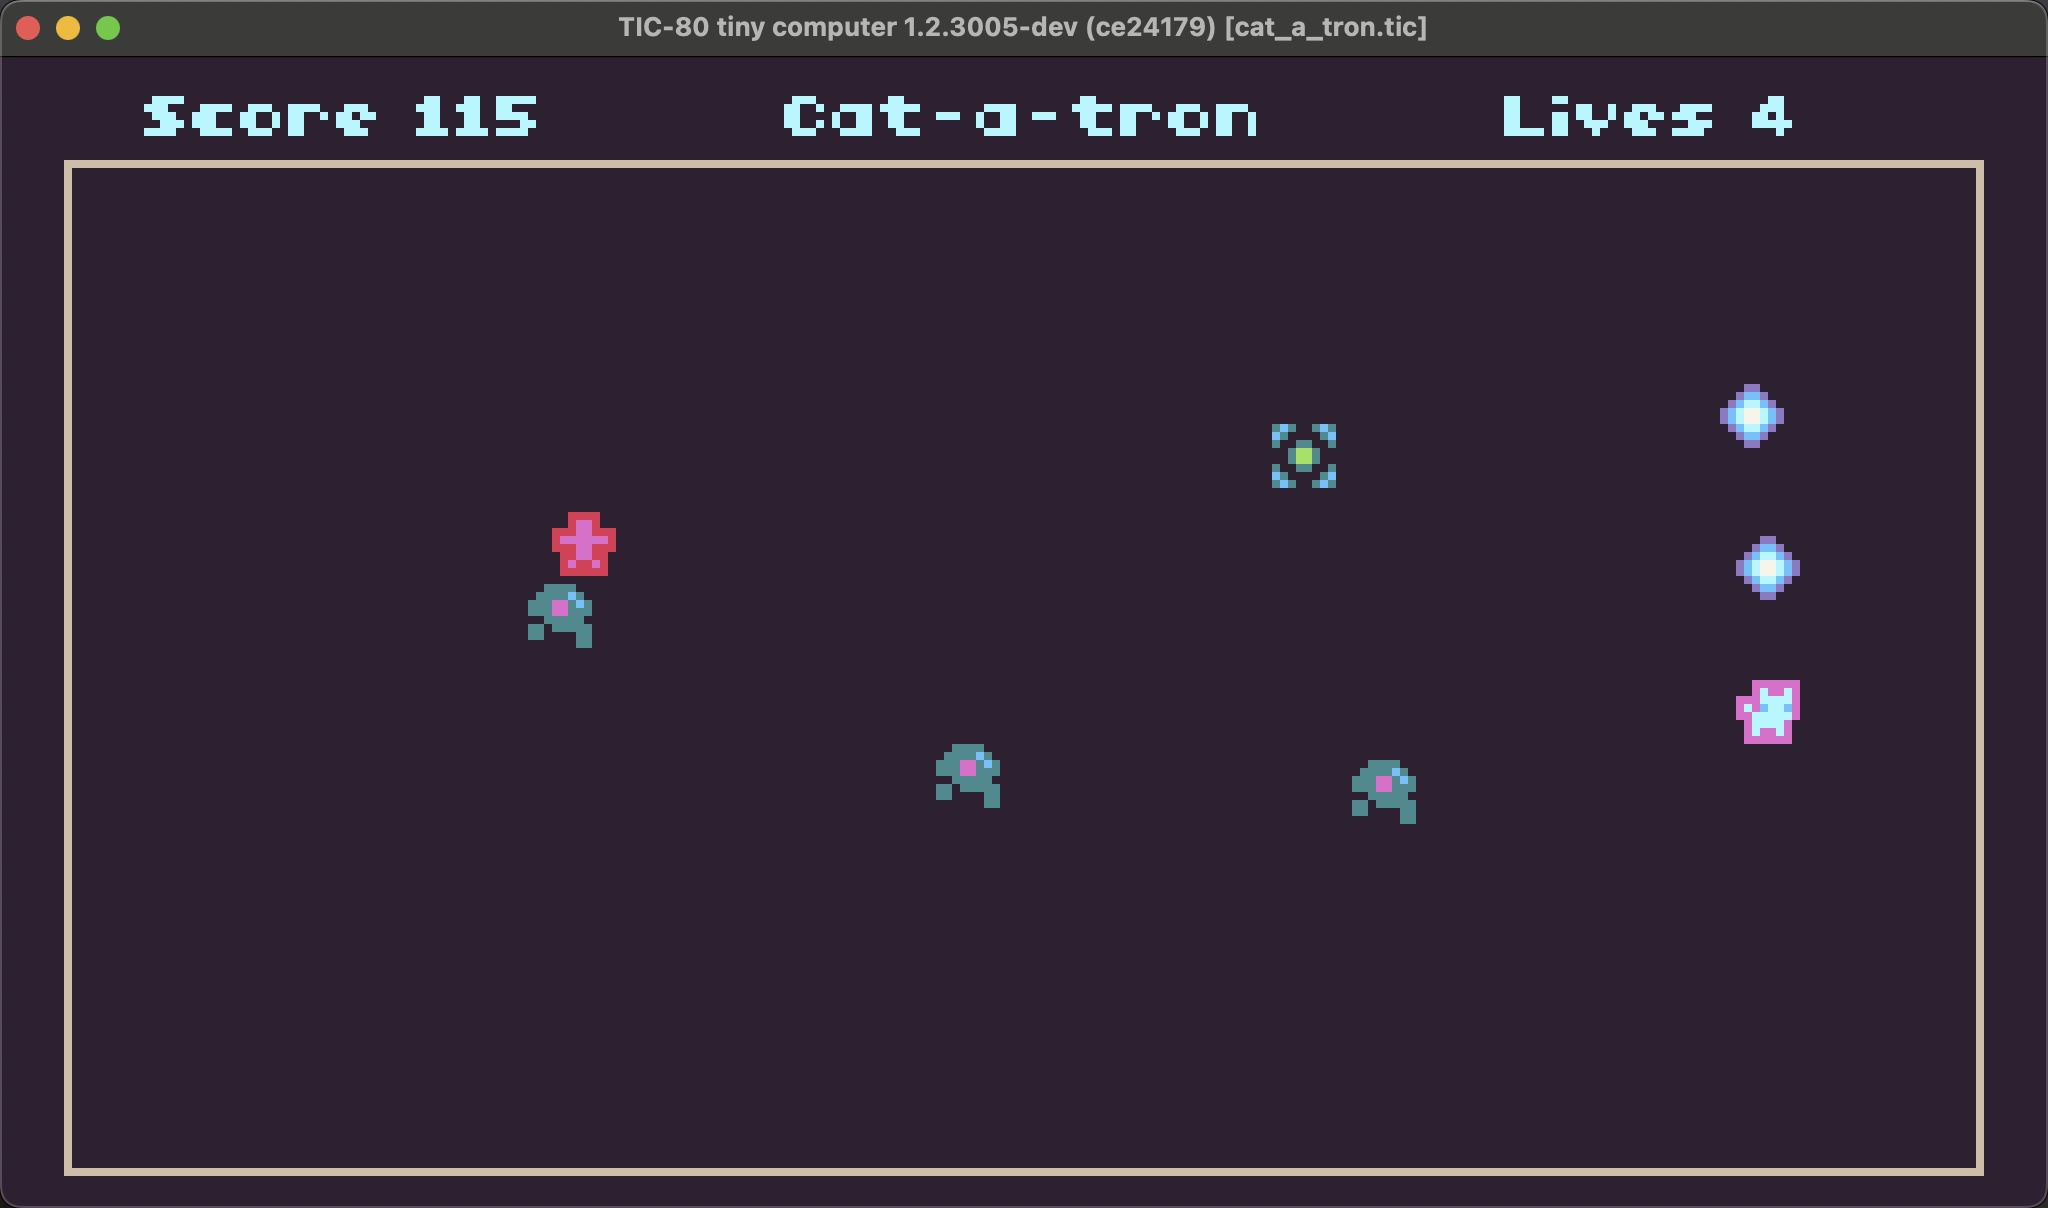 TIC-80 tiny computer 1.2.3005-dev (ce24179) [cat_a_tron.tic]
Score 115 Cat-a-tron Lives 4